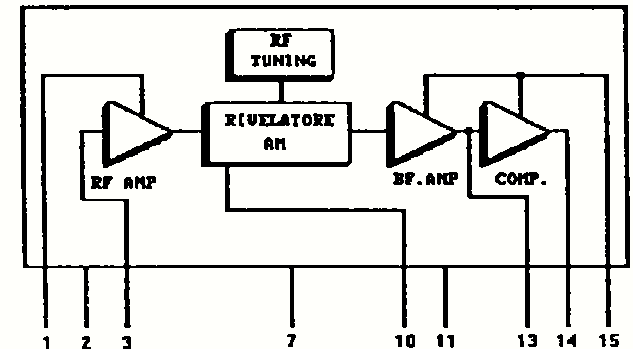 RF
TUNING
RIVELATORE
AM
RF AMP
BF.AMP
COMP.
1 2 3 7 10 11 13 14 15